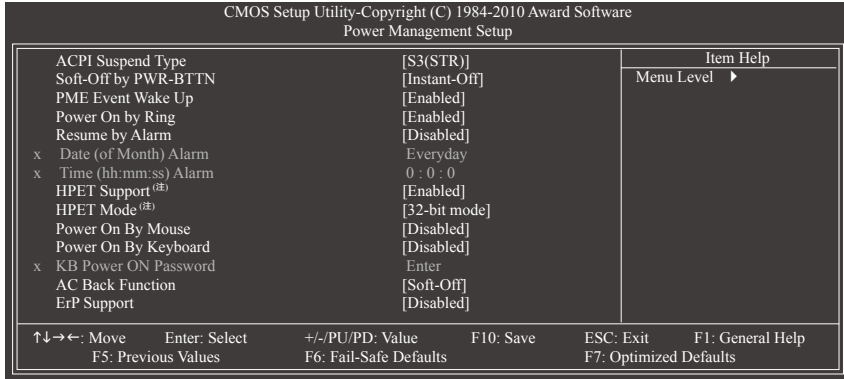 CMOS Setup Utility-Copyright (C) 1984-2010 Award Software
Power Management Setup
ACPI Suspend Type [S3(STR)] Item Help
Soft-Off by PWR-BTTN [Instant-Off] Menu Level ▶
PME Event Wake Up [Enabled]
Power On by Ring [Enabled]
Resume by Alarm [Disabled]
x Date (of Month) Alarm Everyday
x Time (hh:mm:ss) Alarm 0 : 0 : 0
HPET Support (注) [Enabled]
HPET Mode (注) [32-bit mode]
Power On By Mouse [Disabled]
Power On By Keyboard [Disabled]
x KB Power ON Password Enter
AC Back Function [Soft-Off]
ErP Support [Disabled]
↑↓→←: Move Enter: Select +/-/PU/PD: Value F10: Save ESC: Exit F1: General Help
F5: Previous Values F6: Fail-Safe Defaults F7: Optimized Defaults